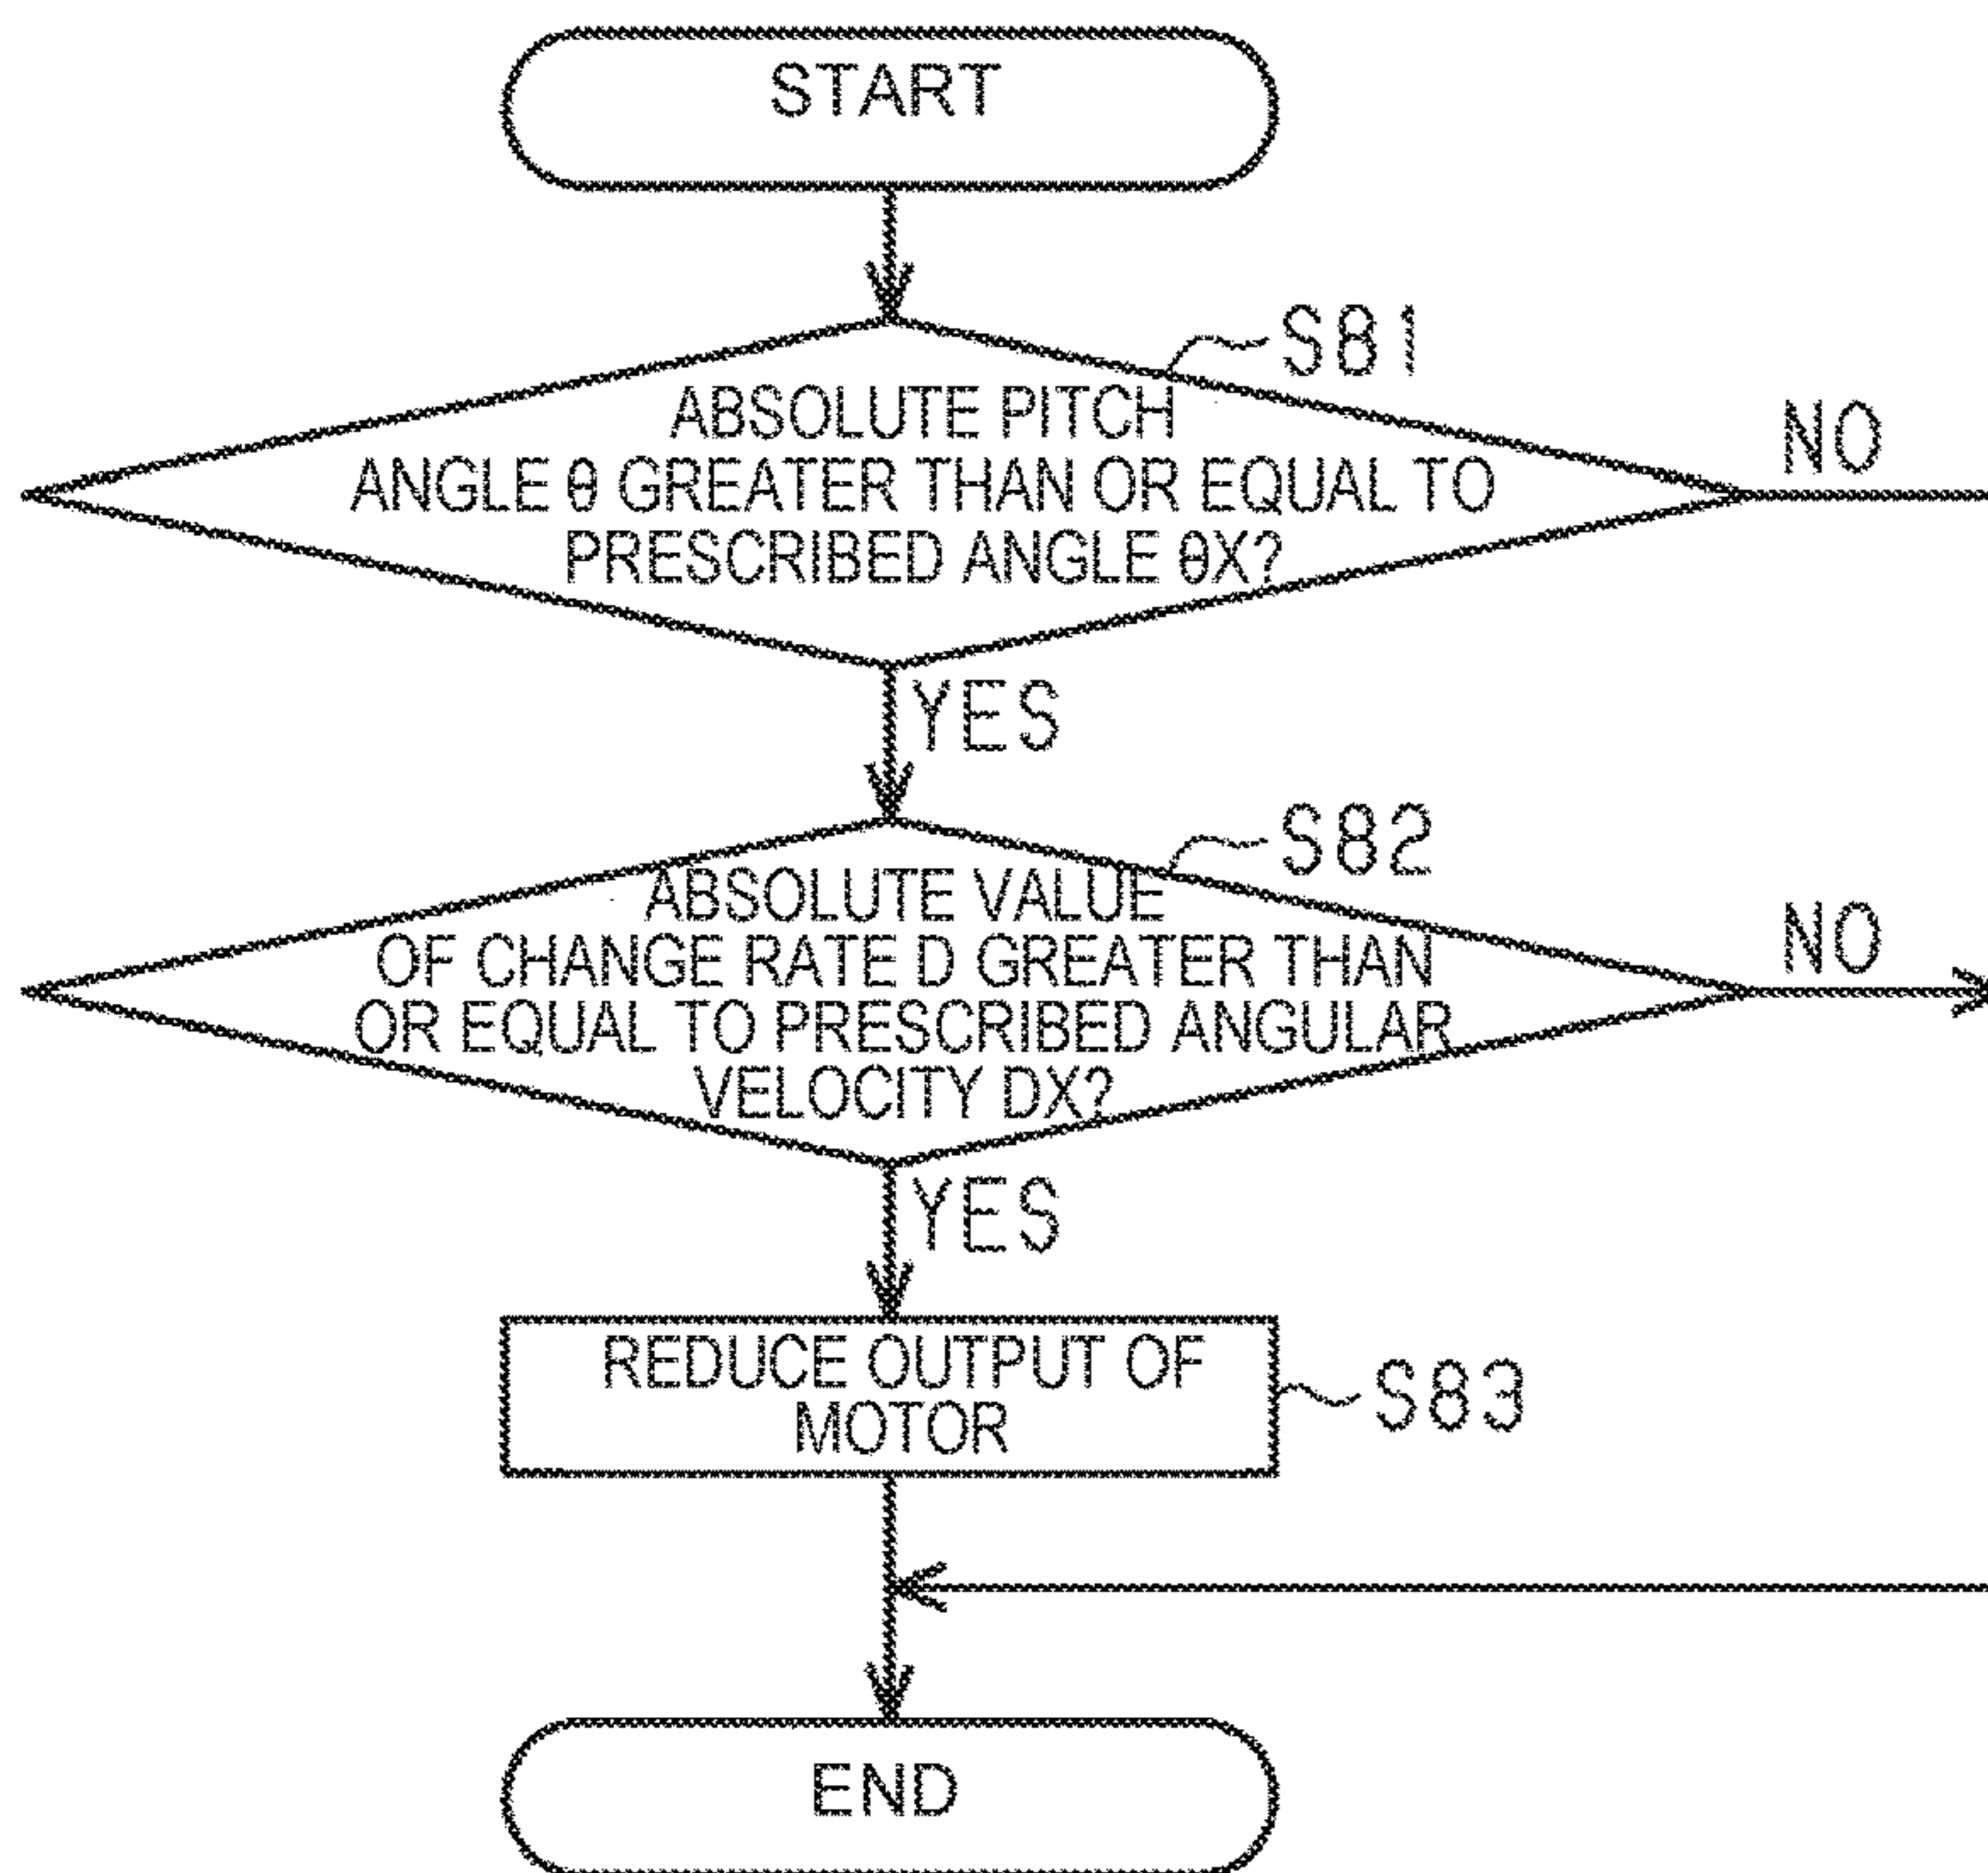 START
S81
ABSOLUTE PITCH
ANGLE θ GREATER THAN OR EQUAL TO
PRESCRIBED ANGLE θX?
NO
YES
S82
ABSOLUTE VALUE
OF CHANGE RATE D GREATER THAN
OR EQUAL TO PRESCRIBED ANGULAR
VELOCITY DX?
NO
YES
REDUCE OUTPUT OF
MOTOR
S83
END